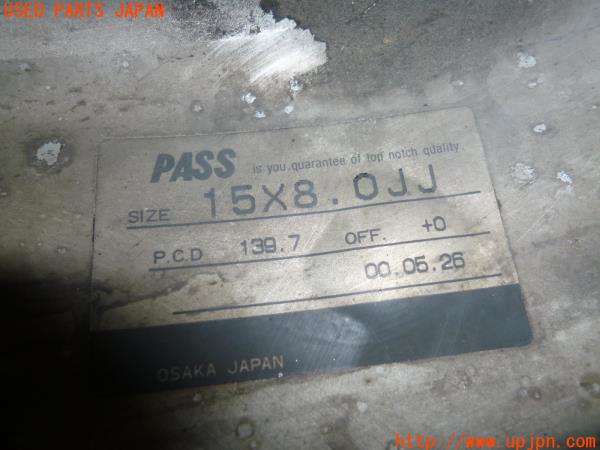 USED PARTS JAPAN
PASS is you guarantee of top notch quality.
SIZE 15X8.0JJ
P.C.D 139.7 OFF. +0
00.05.26
OSAKA JAPAN
UPJ
www.upjpn.com